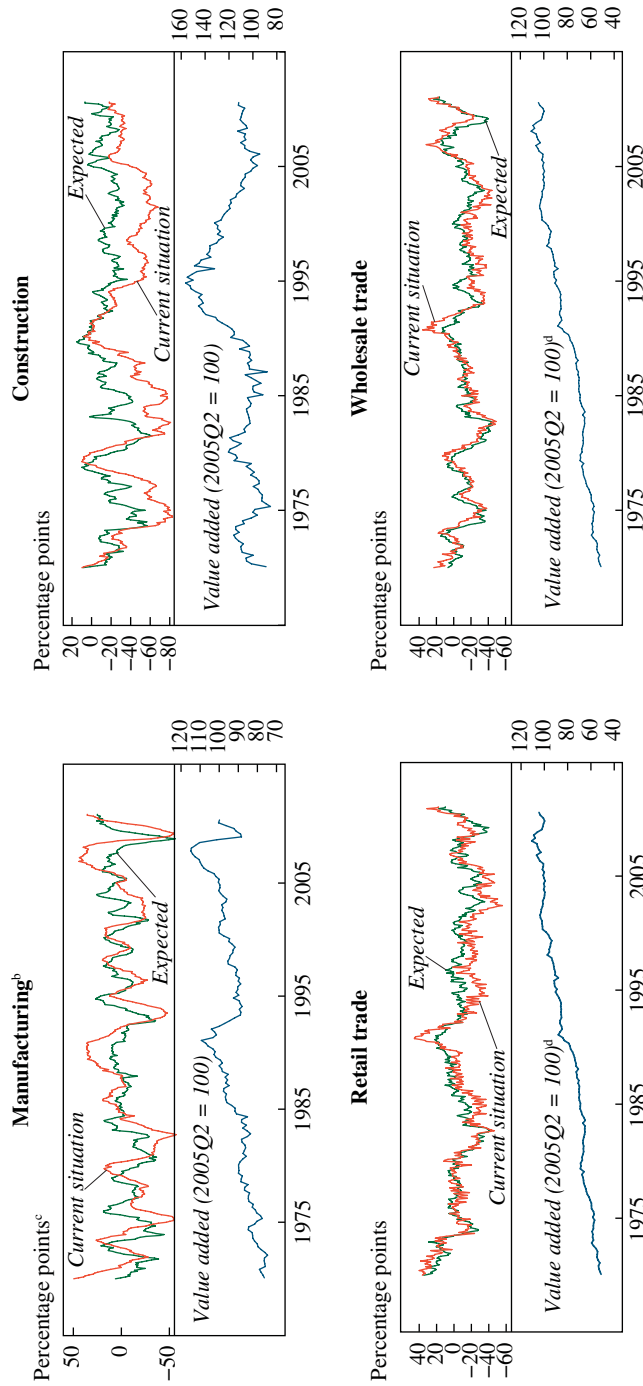 Manufacturingᵇ
Percentage pointsᶜ
50
0
−50
Current situation
Expected
120
110
100
90
80
70
Value added (2005Q2 = 100)
1975
1985
1995
2005
Construction
Percentage points
20
0
−20
−40
−60
−80
Expected
Current situation
160
140
120
100
80
Value added (2005Q2 = 100)
1975
1985
1995
2005
Retail trade
Percentage points
40
20
0
−20
−40
−60
Expected
Current situation
120
100
80
60
40
Value added (2005Q2 = 100)ᵈ
1975
1985
1995
2005
Wholesale trade
Percentage points
40
20
0
−20
−40
−60
Current situation
Expected
120
100
80
60
40
Value added (2005Q2 = 100)ᵈ
1975
1985
1995
2005